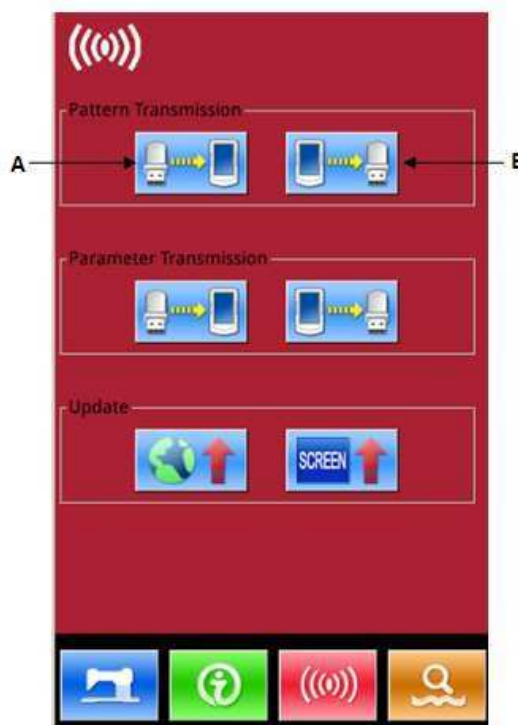 Pattern Transmission
A
Parameter Transmission
Update
SCREEN